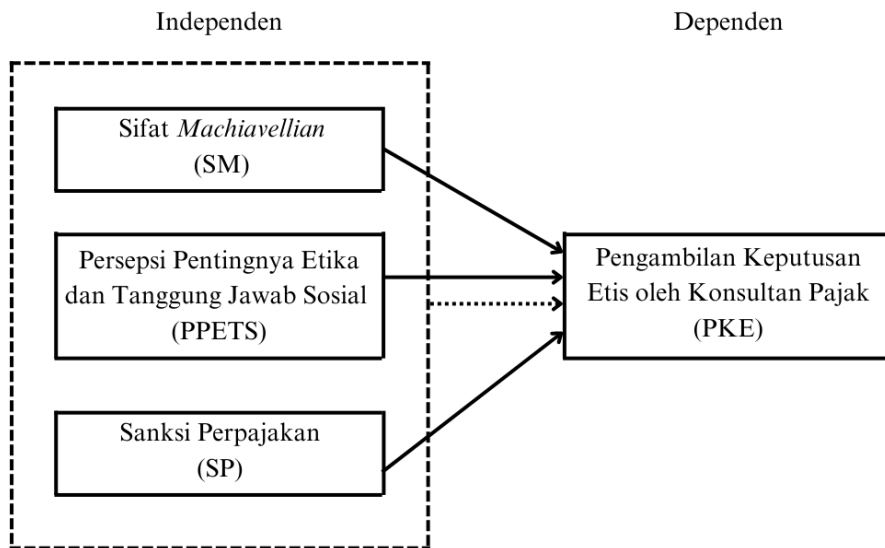 Independen
Dependen
Sifat Machiavellian
(SM)
Persepsi Pentingnya Etika
dan Tanggung Jawab Sosial
(PPETS)
Sanksi Perpajakan
(SP)
Pengambilan Keputusan
Etis oleh Konsultan Pajak
(PKE)